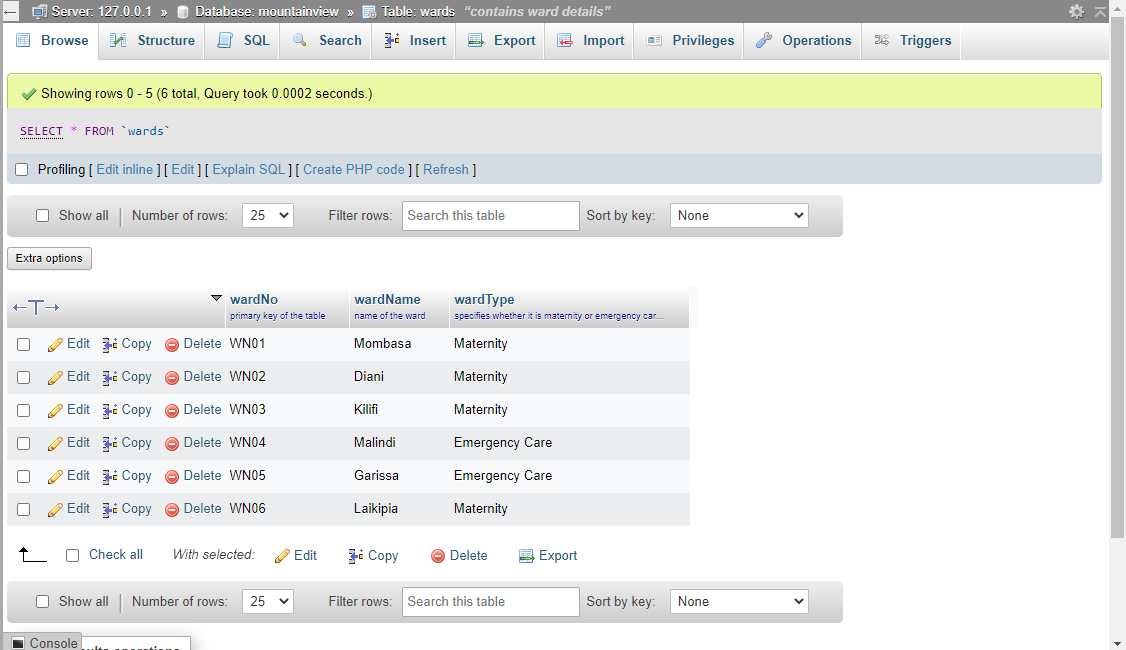 Server: 127.0.0.1 » Database: mountainview » Table: wards "contains ward details"
Browse Structure SQL Search Insert Export Import Privileges Operations Triggers
Showing rows 0 - 5 (6 total, Query took 0.0002 seconds.)
SELECT * FROM `wards`
Profiling [ Edit inline ] [ Edit ] [ Explain SQL ] [ Create PHP code ] [ Refresh ]
Show all Number of rows: 25 Filter rows: Search this table Sort by key: None
Extra options
←T→ wardNo wardName wardType
primary key of the table name of the ward specifies whether it is maternity or emergency car...
Edit Copy Delete WN01 Mombasa Maternity
Edit Copy Delete WN02 Diani Maternity
Edit Copy Delete WN03 Kilifi Maternity
Edit Copy Delete WN04 Malindi Emergency Care
Edit Copy Delete WN05 Garissa Emergency Care
Edit Copy Delete WN06 Laikipia Maternity
Check all With selected: Edit Copy Delete Export
Show all Number of rows: 25 Filter rows: Search this table Sort by key: None
Console